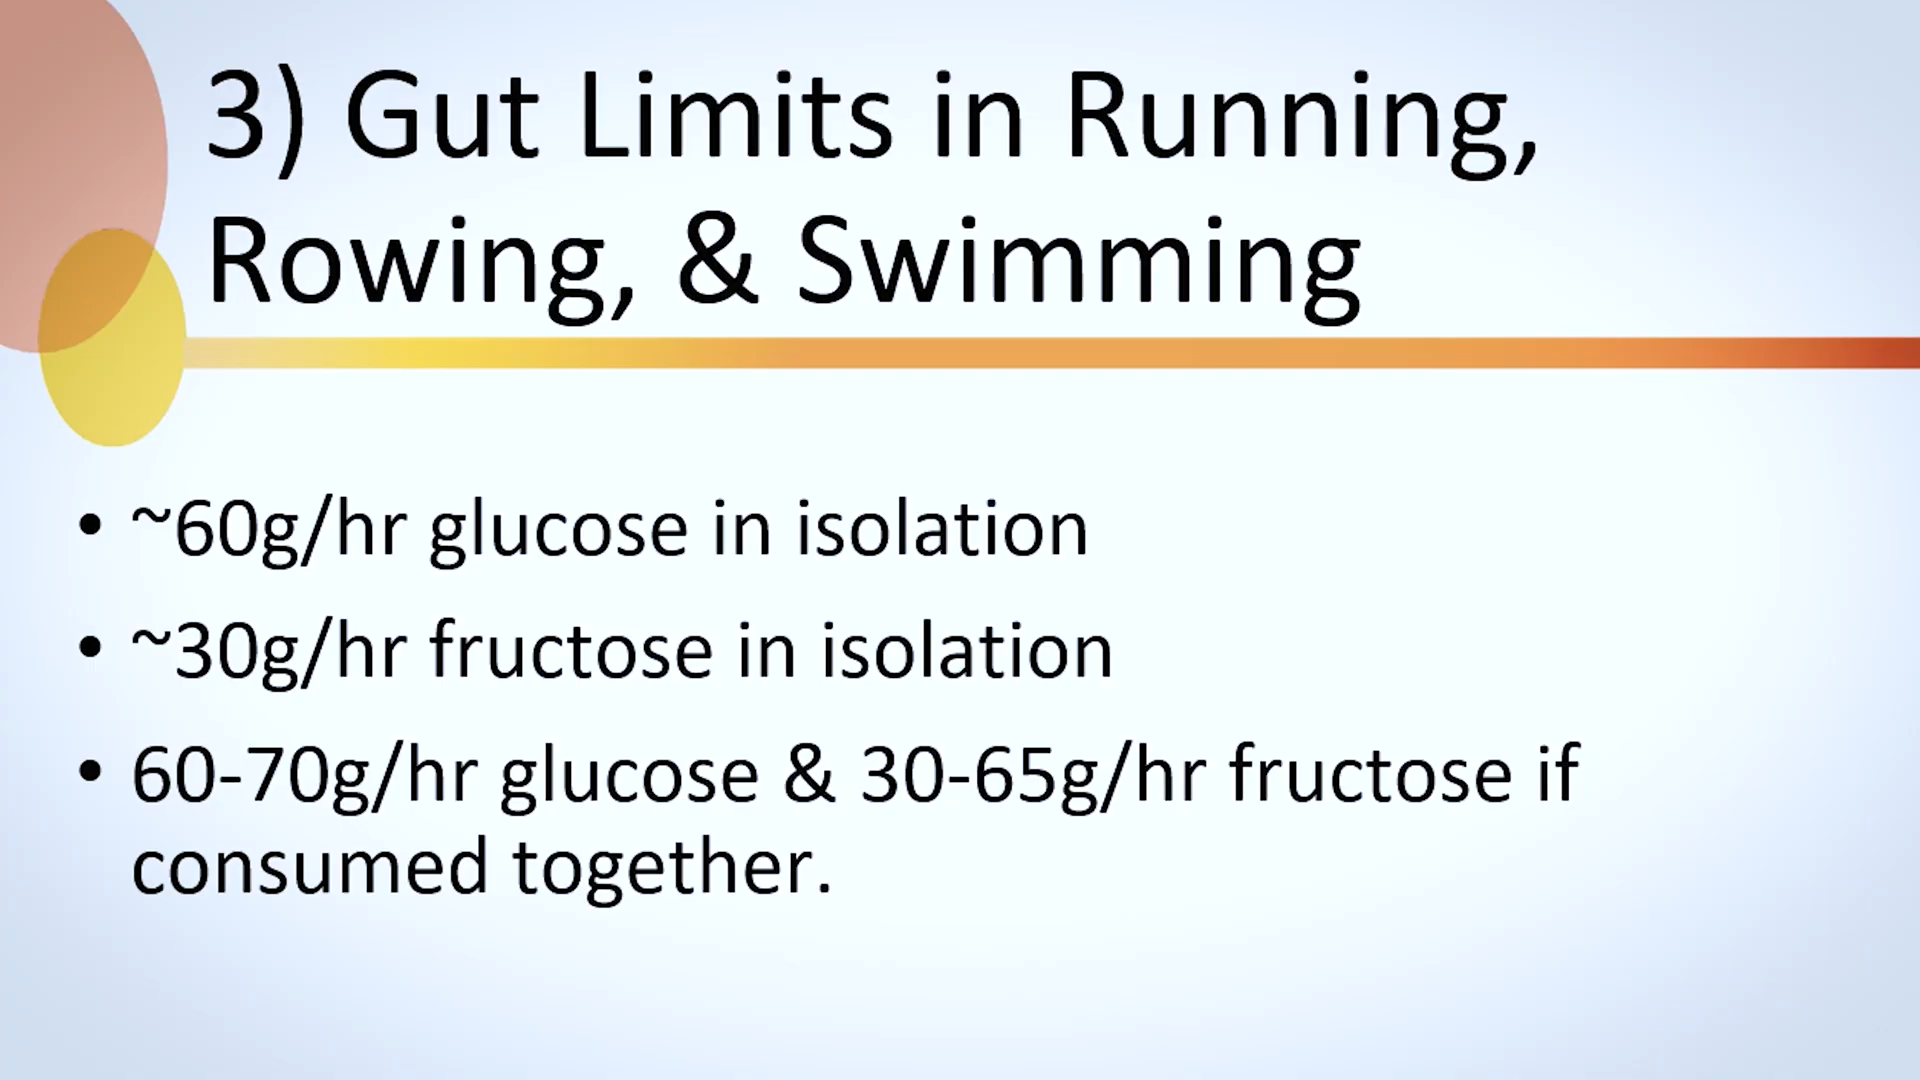 3) Gut Limits in Running,
Rowing, & Swimming
• ~60g/hr glucose in isolation
• ~30g/hr fructose in isolation
• 60-70g/hr glucose & 30-65g/hr fructose if
consumed together.